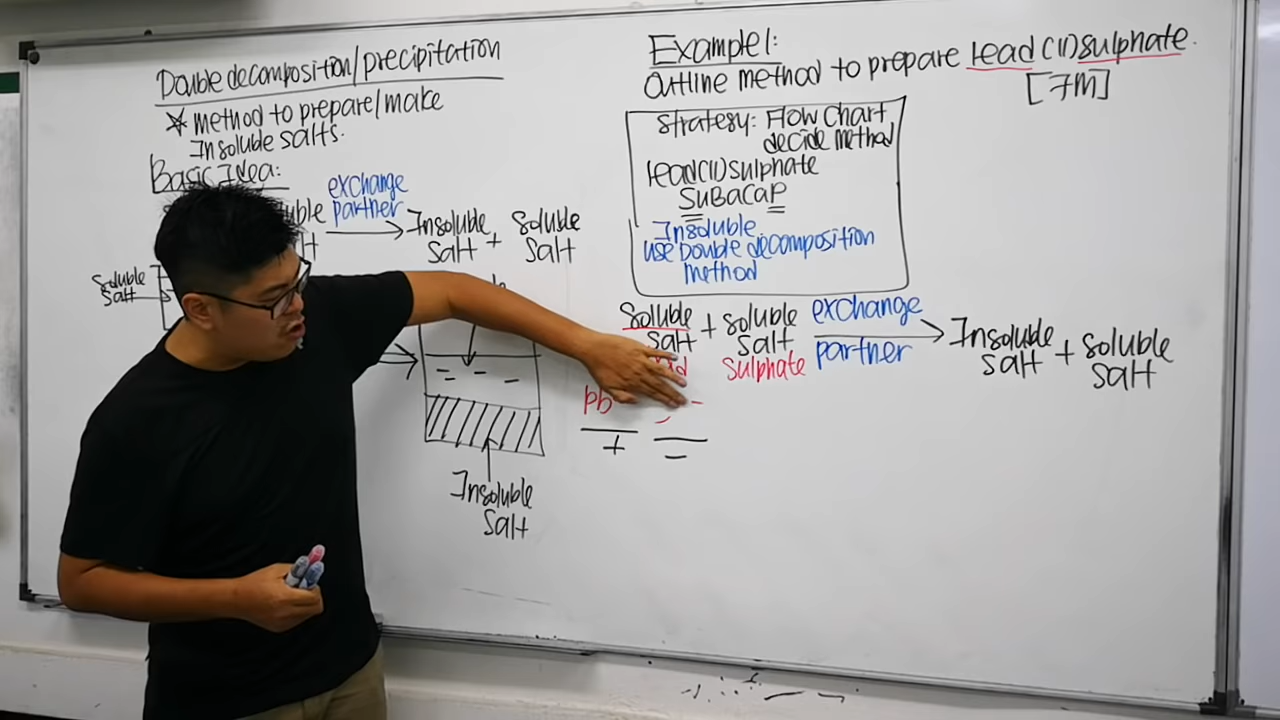 Double decomposition/precipitation
* method to prepare/make
Insoluble salts.
Basic Idea:
exchange
partner
Insoluble
salt
+
soluble
salt
soluble
salt
Insoluble
salt
Example 1:
Outline method to prepare lead (II) sulphate.
[7m]
Strategy: Flow Chart
decide method
lead(II) sulphate
SUBACAP
Insoluble
use Double decomposition
method
soluble
salt
+
soluble
salt
sulphate
exchange
partner
Insoluble
salt
+
soluble
salt
Pb
+
-